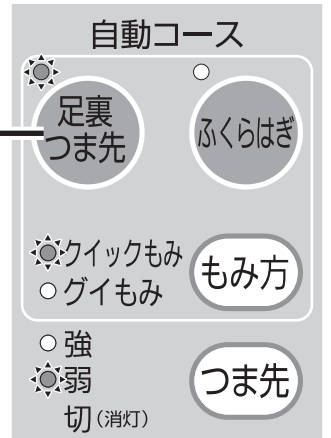 自動コース
足裏
つま先
ふくらはぎ
クイックもみ
グイもみ
もみ方
強
弱
切(消灯)
つま先